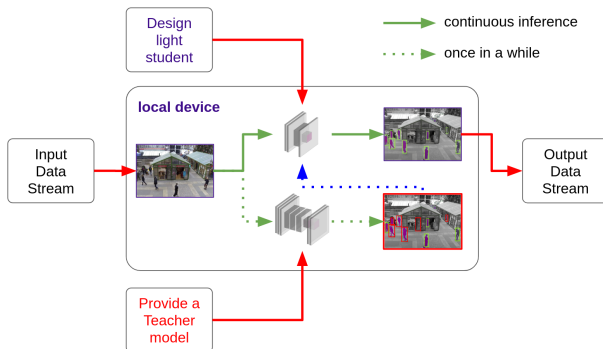 Design
light
student
continuous inference
once in a while
local device
Input
Data
Stream
Output
Data
Stream
Provide a
Teacher
model